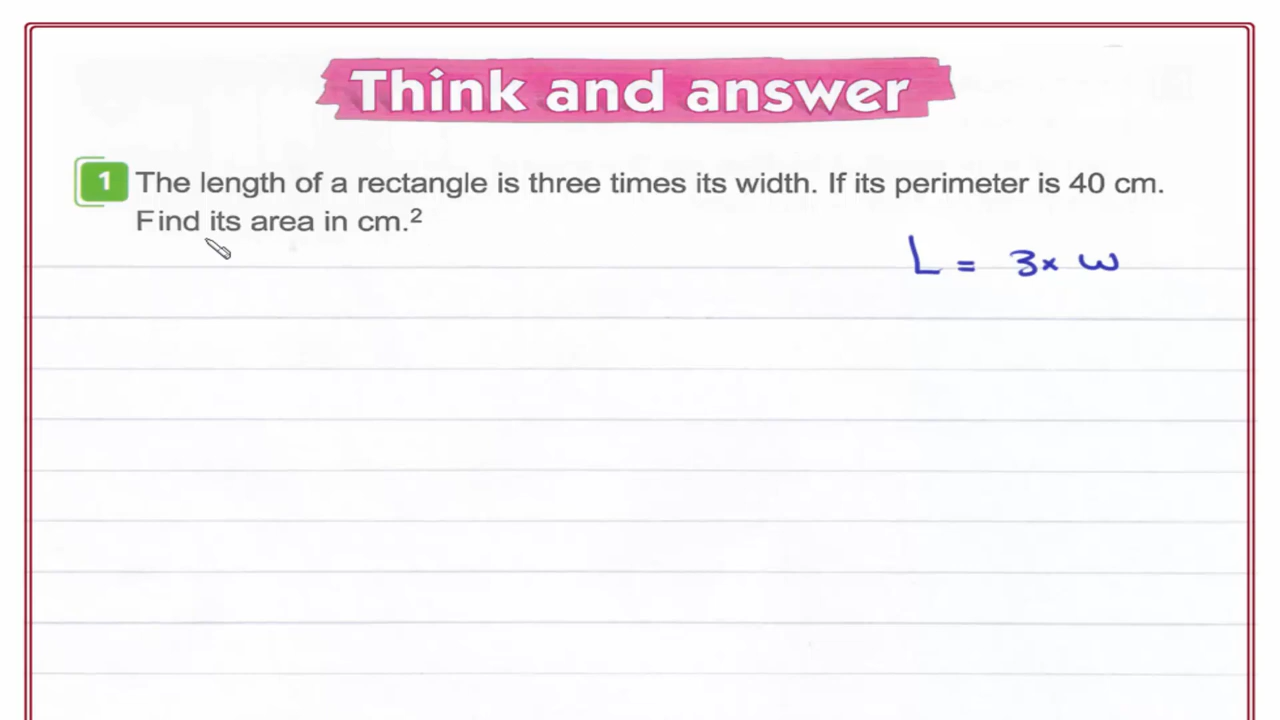 Think and answer
1 The length of a rectangle is three times its width. If its perimeter is 40 cm.
Find its area in cm.²
L = 3 × w